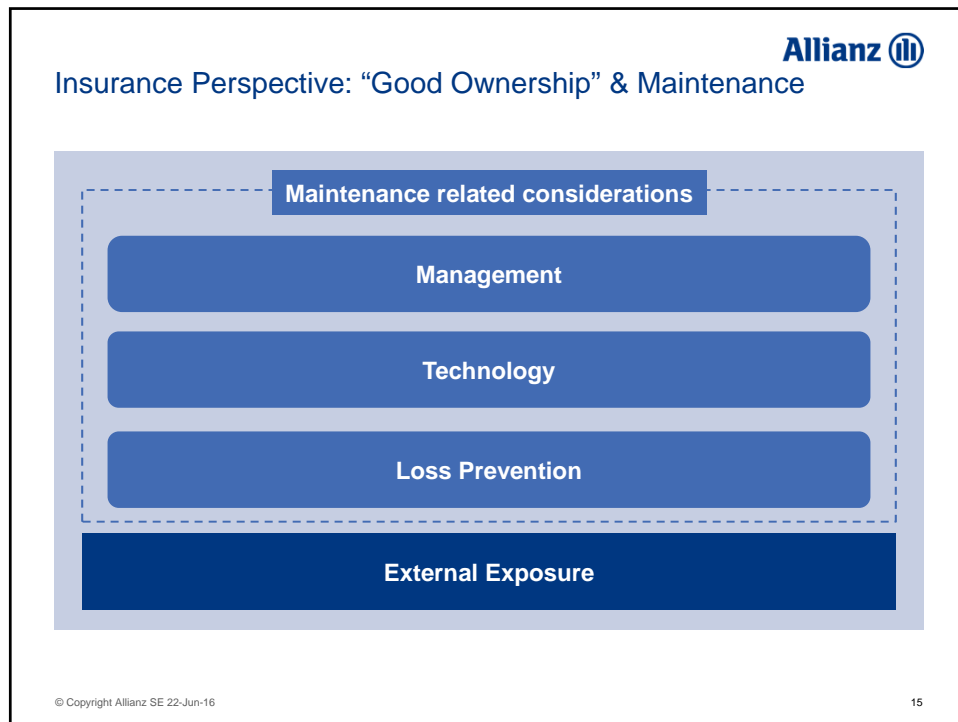 Allianz
Insurance Perspective: “Good Ownership” & Maintenance
Maintenance related considerations
Management
Technology
Loss Prevention
External Exposure
© Copyright Allianz SE 22-Jun-16
15